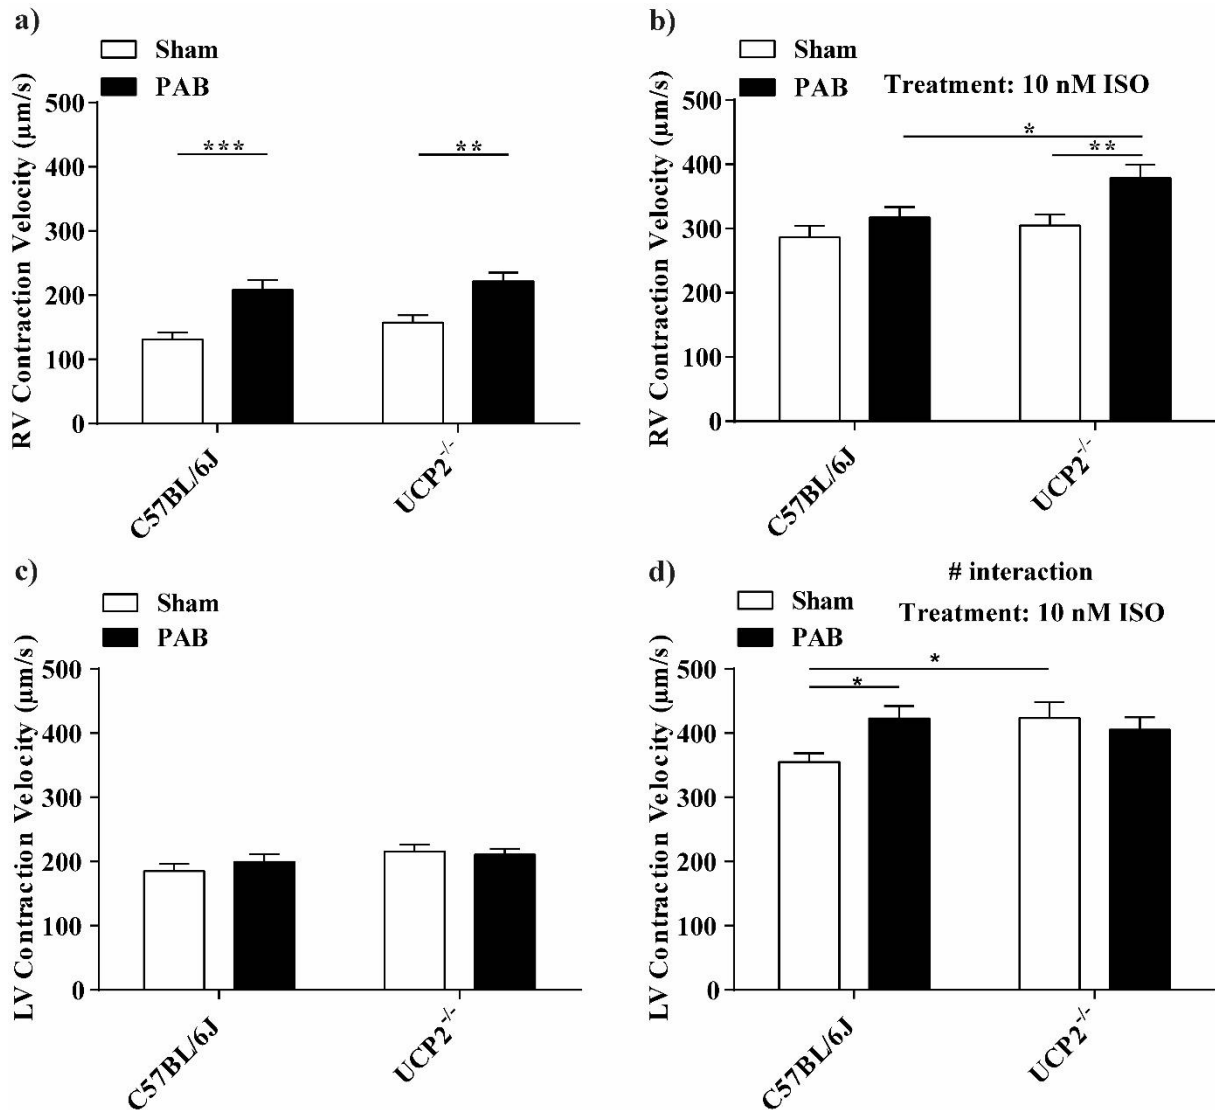 a)
Sham
PAB
RV Contraction Velocity (µm/s)
500
400
300
200
100
0
***
**
C57BL/6J
UCP2-/-
b)
Sham
PAB
Treatment: 10 nM ISO
RV Contraction Velocity (µm/s)
500
400
300
200
100
0
*
**
C57BL/6J
UCP2-/-
c)
Sham
PAB
LV Contraction Velocity (µm/s)
500
400
300
200
100
0
C57BL/6J
UCP2-/-
d)
# interaction
Sham
Treatment: 10 nM ISO
PAB
LV Contraction Velocity (µm/s)
500
400
300
200
100
0
*
*
C57BL/6J
UCP2-/-